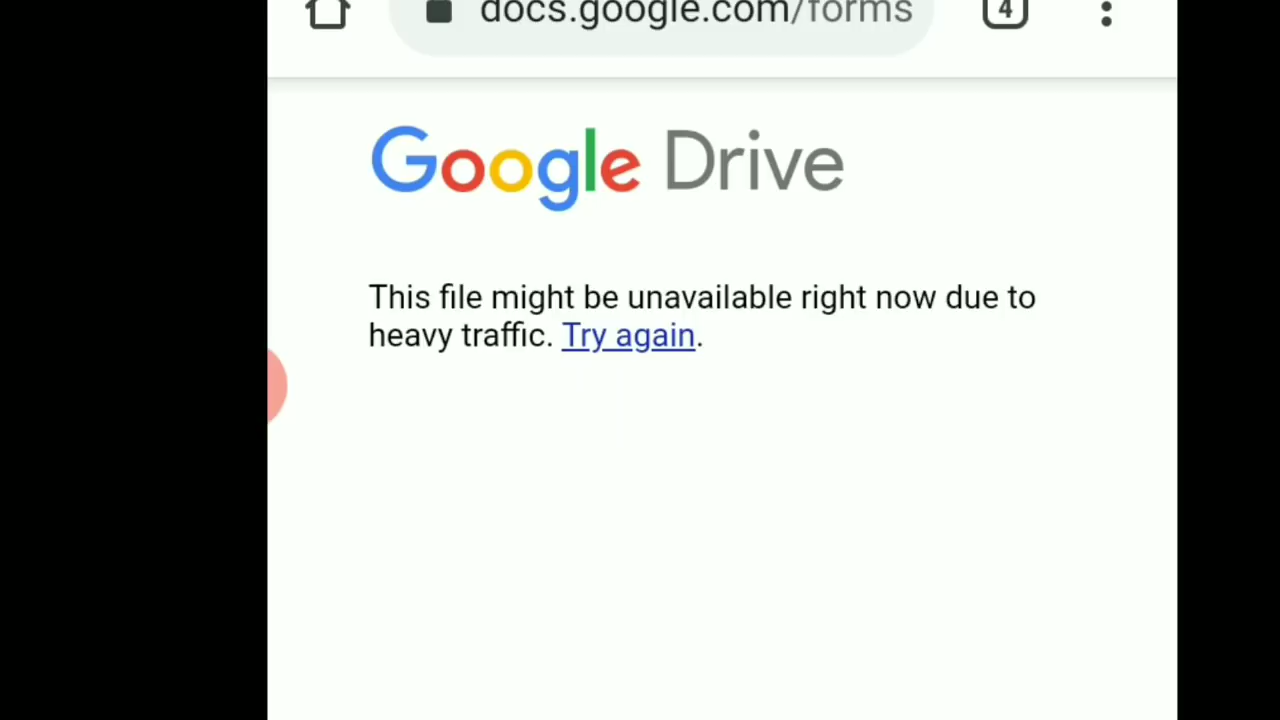 docs.google.com/forms
4
Google Drive
This file might be unavailable right now due to
heavy traffic. Try again.